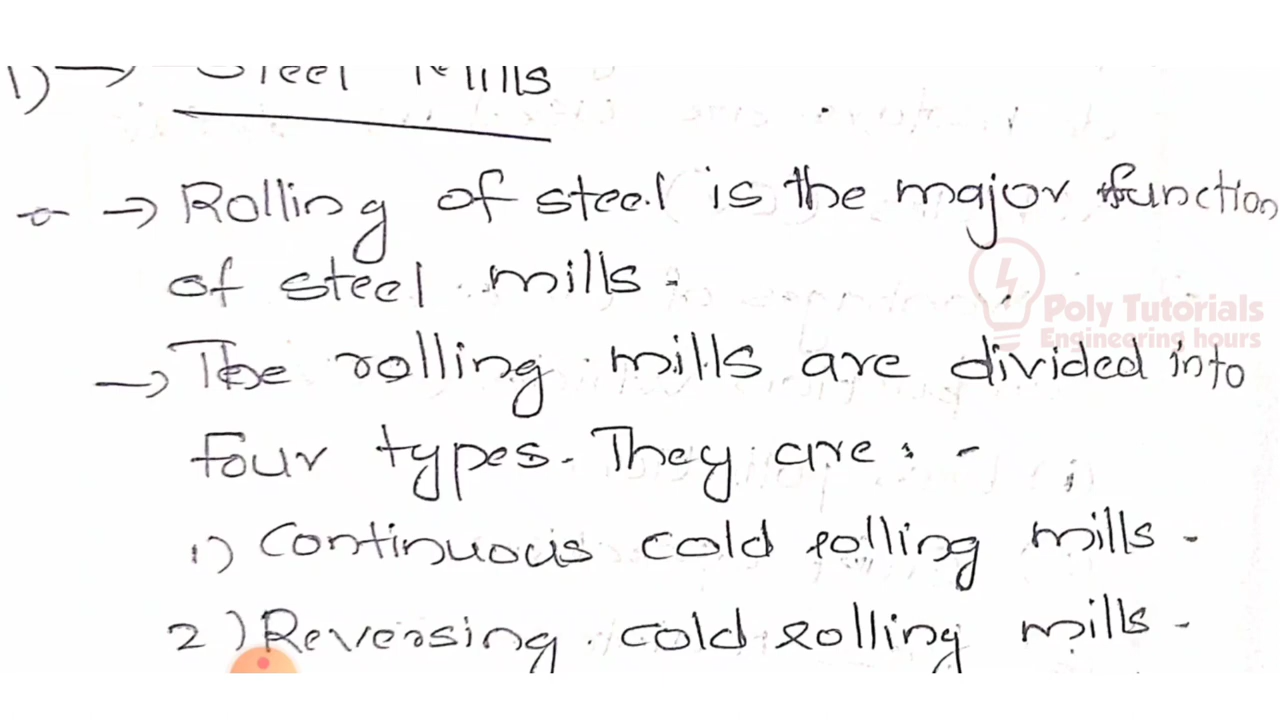 1) → Steel Mills
→ Rolling of steel is the major function
of steel mills.
Poly Tutorials
Engineering hours
→ The rolling mills are divided into
four types. They are: -
1) Continuous cold rolling mills.
2) Reversing cold rolling mills.